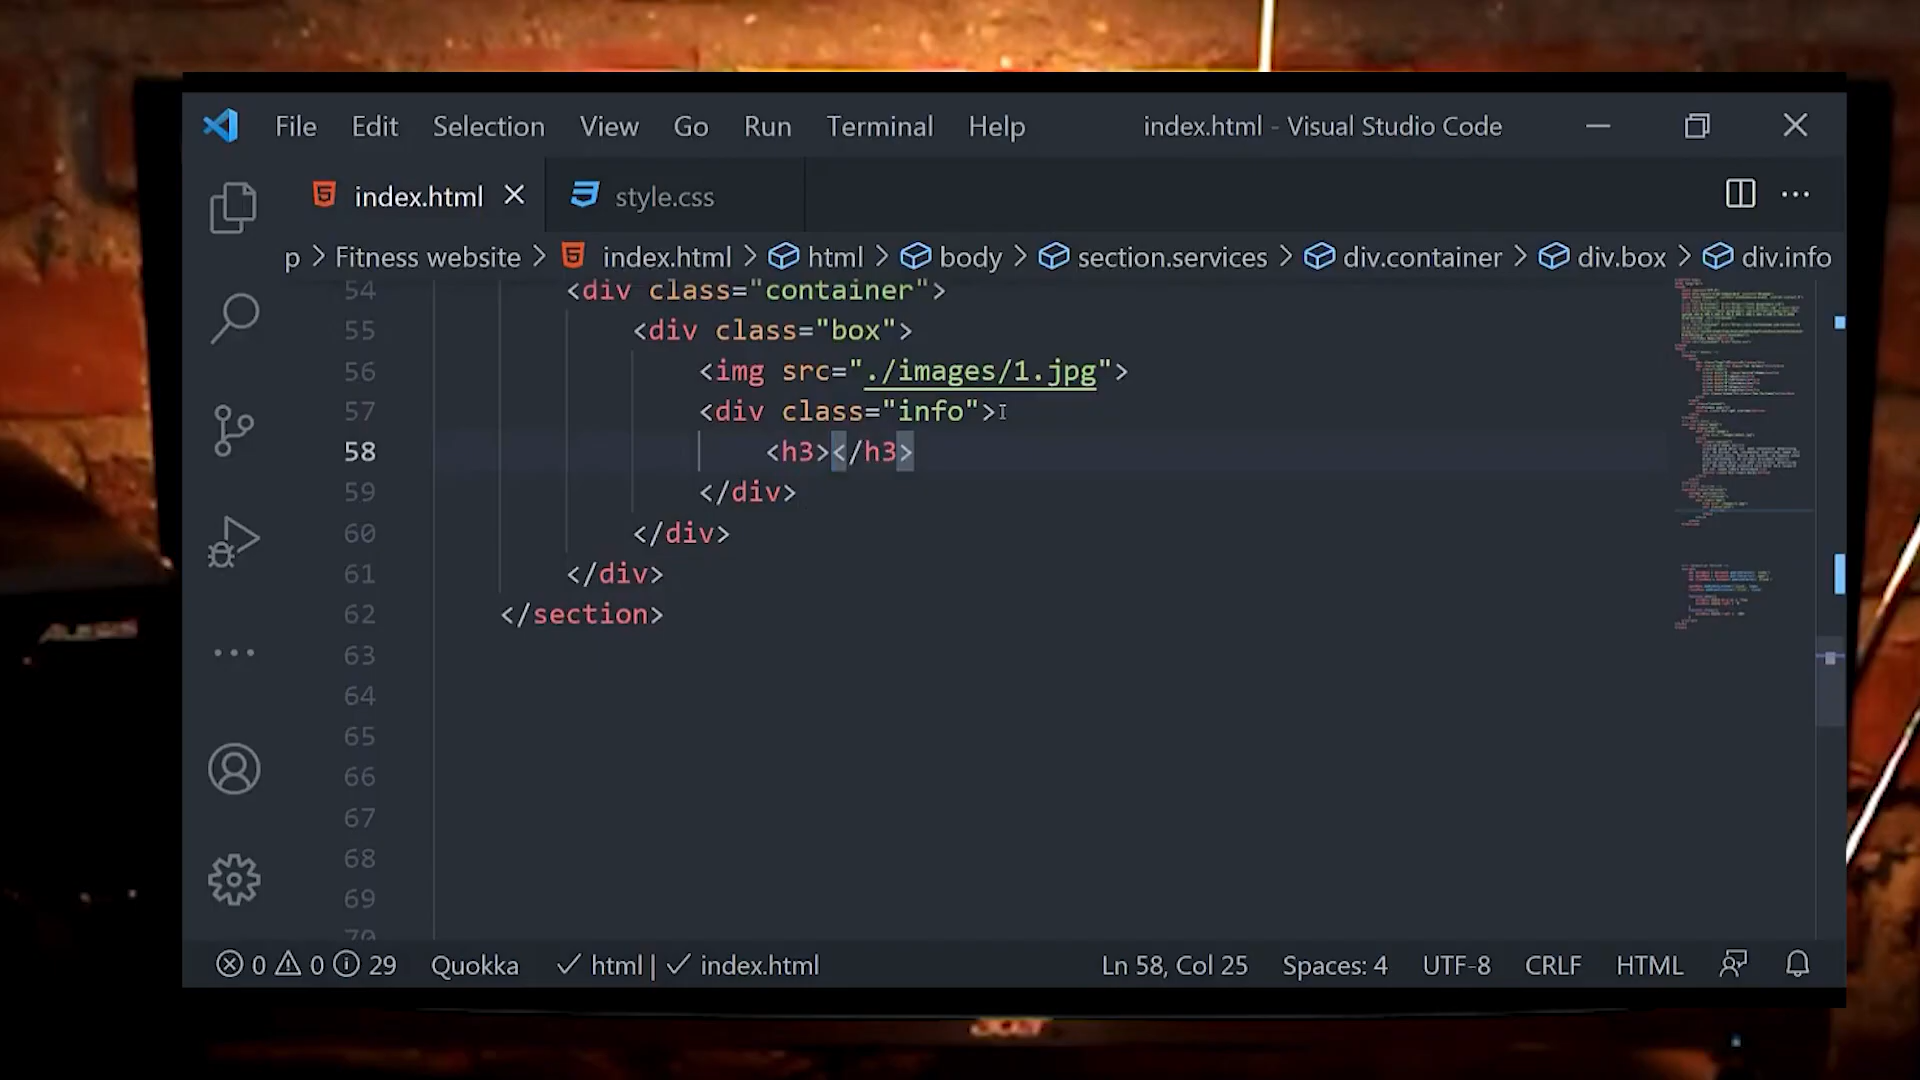 File Edit Selection View Go Run Terminal Help index.html - Visual Studio Code
index.html style.css
p > Fitness website > index.html > html > body > section.services > div.container > div.box > div.info
54 <div class="container">
55 <div class="box">
56 <img src="./images/1.jpg">
57 <div class="info">
58 <h3></h3>
59 </div>
60 </div>
61 </div>
62 </section>
63
64
65
66
67
68
69
70
0 0 29 Quokka html | index.html Ln 58, Col 25 Spaces: 4 UTF-8 CRLF HTML
acer